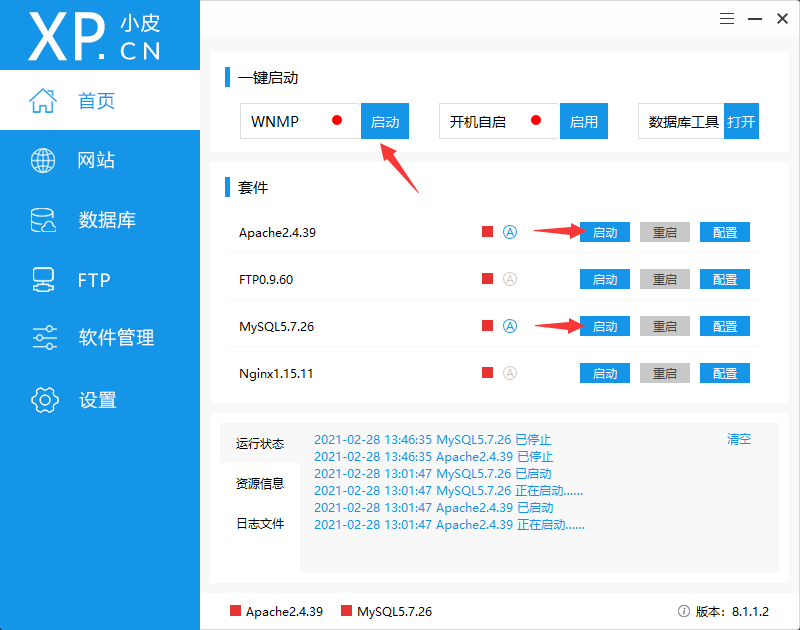 XP.CN 小皮
首页
网站
数据库
FTP
软件管理
设置
一键启动
WNMP 启动 开机自启 启用 数据库工具 打开
套件
Apache2.4.39 A 启动 重启 配置
FTP0.9.60 A 启动 重启 配置
MySQL5.7.26 A 启动 重启 配置
Nginx1.15.11 A 启动 重启 配置
运行状态
资源信息
日志文件
2021-02-28 13:46:35 MySQL5.7.26 已停止 清空
2021-02-28 13:46:35 Apache2.4.39 已停止
2021-02-28 13:01:47 MySQL5.7.26 已启动
2021-02-28 13:01:47 MySQL5.7.26 正在启动......
2021-02-28 13:01:47 Apache2.4.39 已启动
2021-02-28 13:01:47 Apache2.4.39 正在启动......
Apache2.4.39 MySQL5.7.26 版本：8.1.1.2